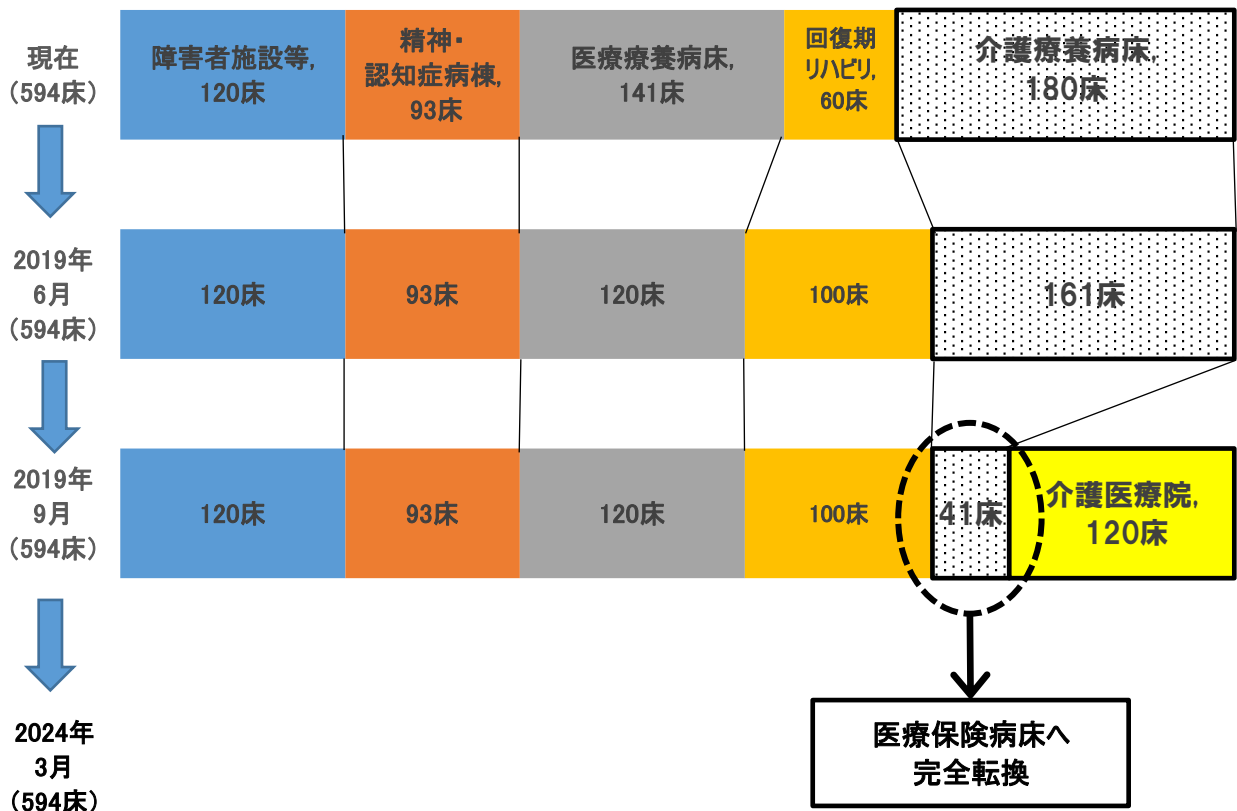 現在
（594床）
障害者施設等,
120床
精神・
認知症病棟,
93床
医療療養病床,
141床
回復期
リハビリ,
60床
介護療養病床,
180床
2019年
6月
（594床）
120床
93床
120床
100床
161床
2019年
9月
（594床）
120床
93床
120床
100床
41床
介護医療院,
120床
2024年
3月
（594床）
医療保険病床へ
完全転換